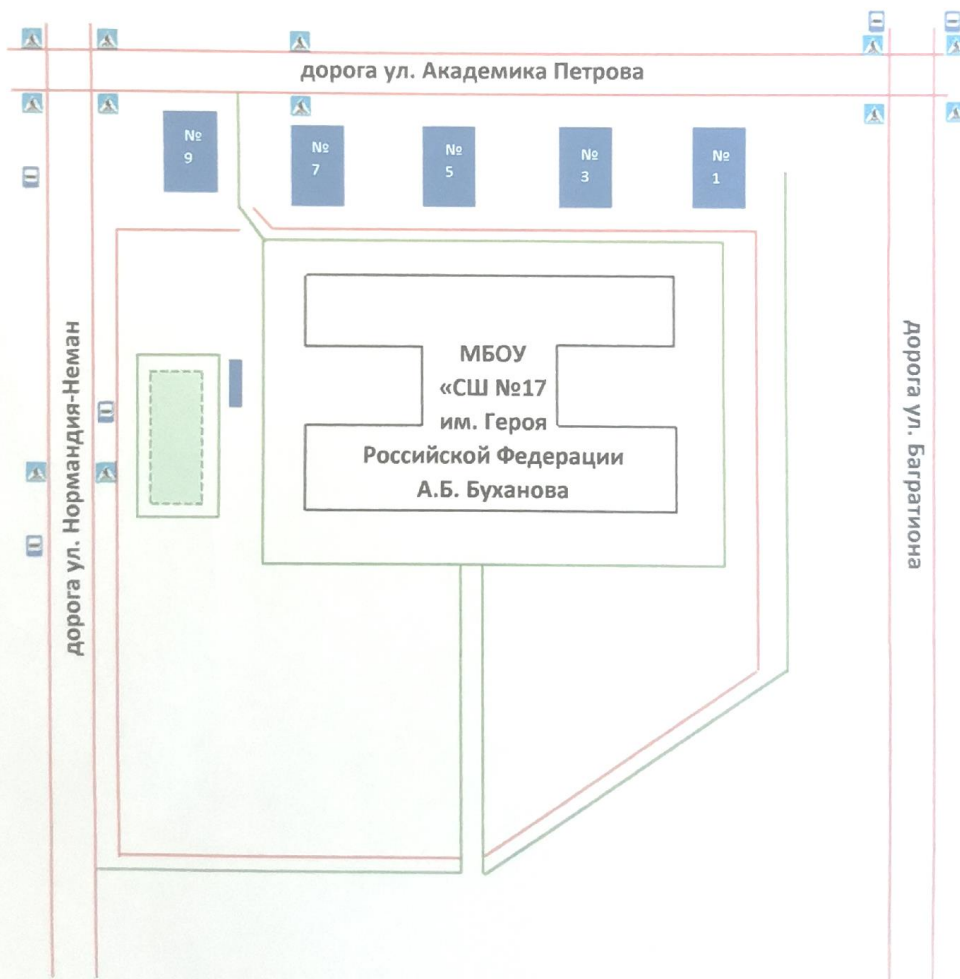 дорога ул. Академика Петрова
№
9
№
7
№
5
№
3
№
1
МБОУ
«СШ №17
им. Героя
Российской Федерации
А.Б. Буханова
дорога ул. Нормандия-Неман
дорога ул. Багратиона